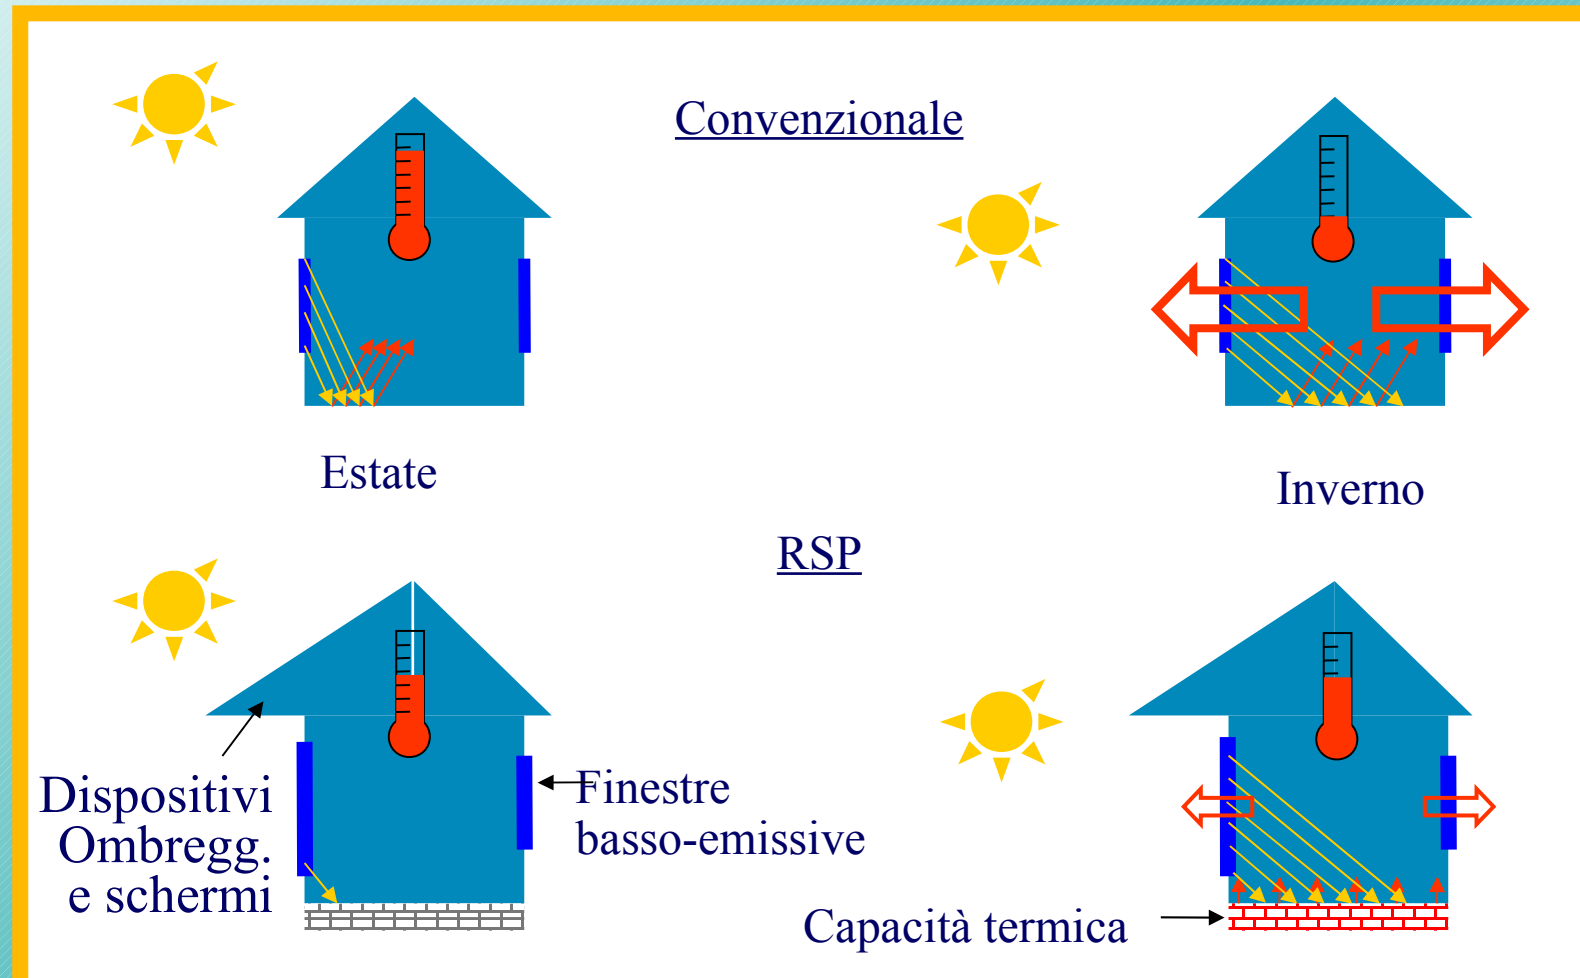 Convenzionale
Estate
Inverno
RSP
Dispositivi
Ombregg.
e schermi
Finestre
basso-emissive
Capacità termica